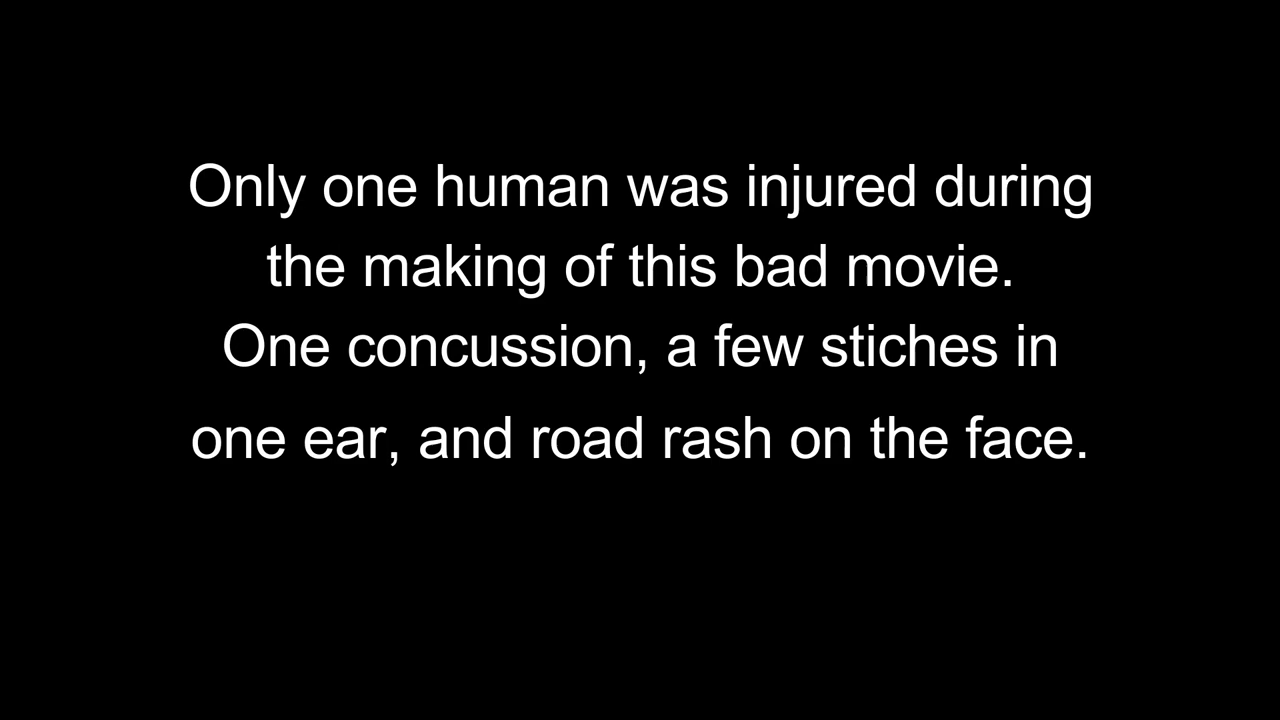 Only one human was injured during
the making of this bad movie.
One concussion, a few stiches in
one ear, and road rash on the face.